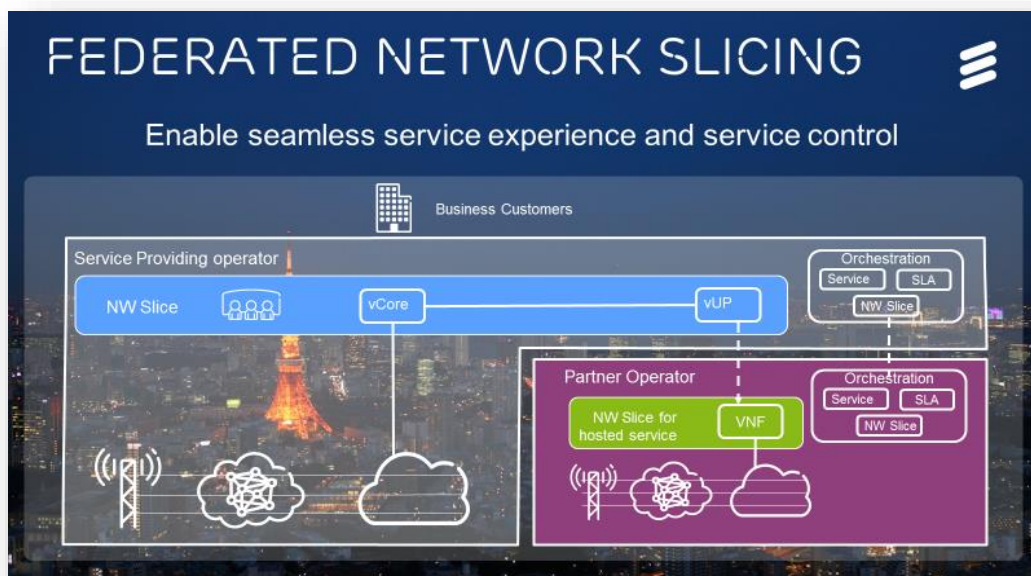 FEDERATED NETWORK SLICING
Enable seamless service experience and service control
Business Customers
Service Providing operator
NW Slice
vCore
vUP
Orchestration
Service
SLA
NW Slice
Partner Operator
NW Slice for
hosted service
VNF
Orchestration
Service
SLA
NW Slice